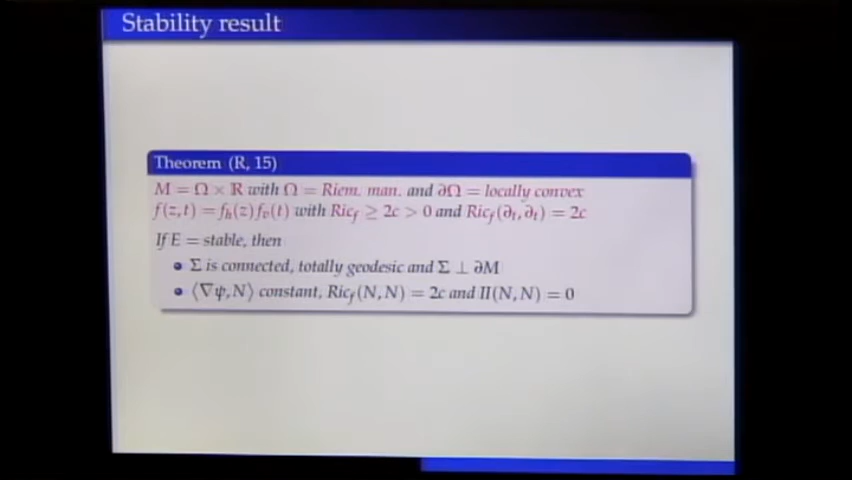 Stability result
Theorem (R, 15)
M = Ω × ℝ with Ω = Riem. man. and ∂Ω = locally convex
f(z, t) = f_h(z) f_v(t) with Ric_f ≥ 2c > 0 and Ric_f(∂_t, ∂_t) = 2c
If E = stable, then
• Σ is connected, totally geodesic and Σ ⊥ ∂M
• ⟨∇ψ, N⟩ constant, Ric_f(N, N) = 2c and II(N, N) = 0